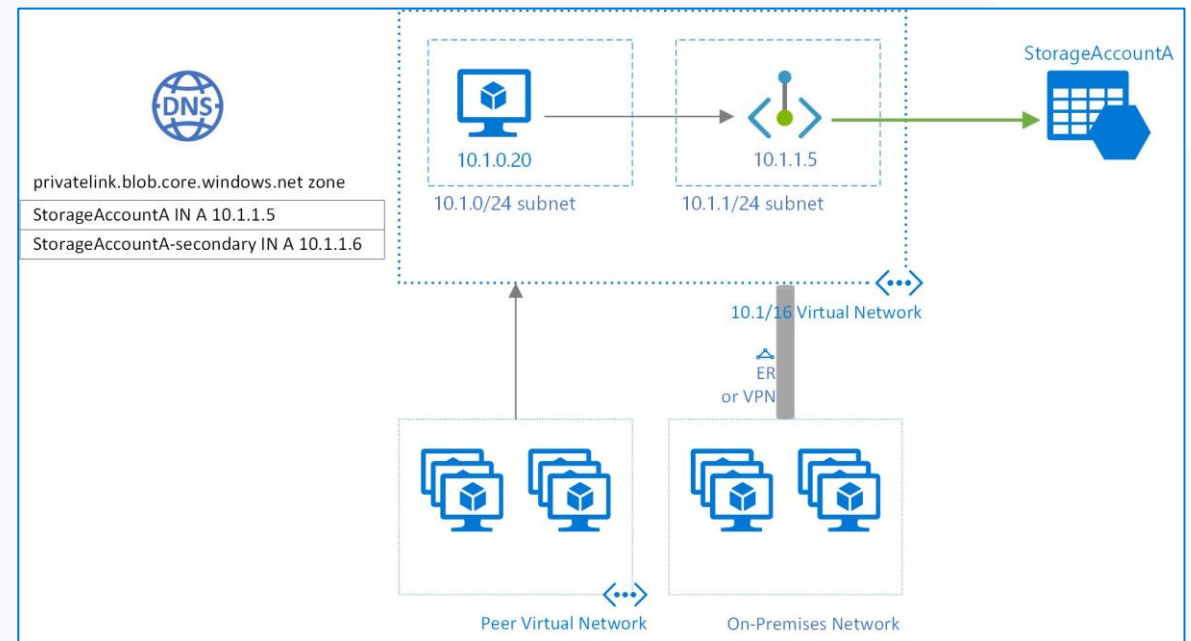 DNS
privatelink.blob.core.windows.net zone
StorageAccountA IN A 10.1.1.5
StorageAccountA-secondary IN A 10.1.1.6
10.1.0.20
10.1.0/24 subnet
10.1.1.5
10.1.1/24 subnet
StorageAccountA
10.1/16 Virtual Network
ER
or VPN
Peer Virtual Network
On-Premises Network